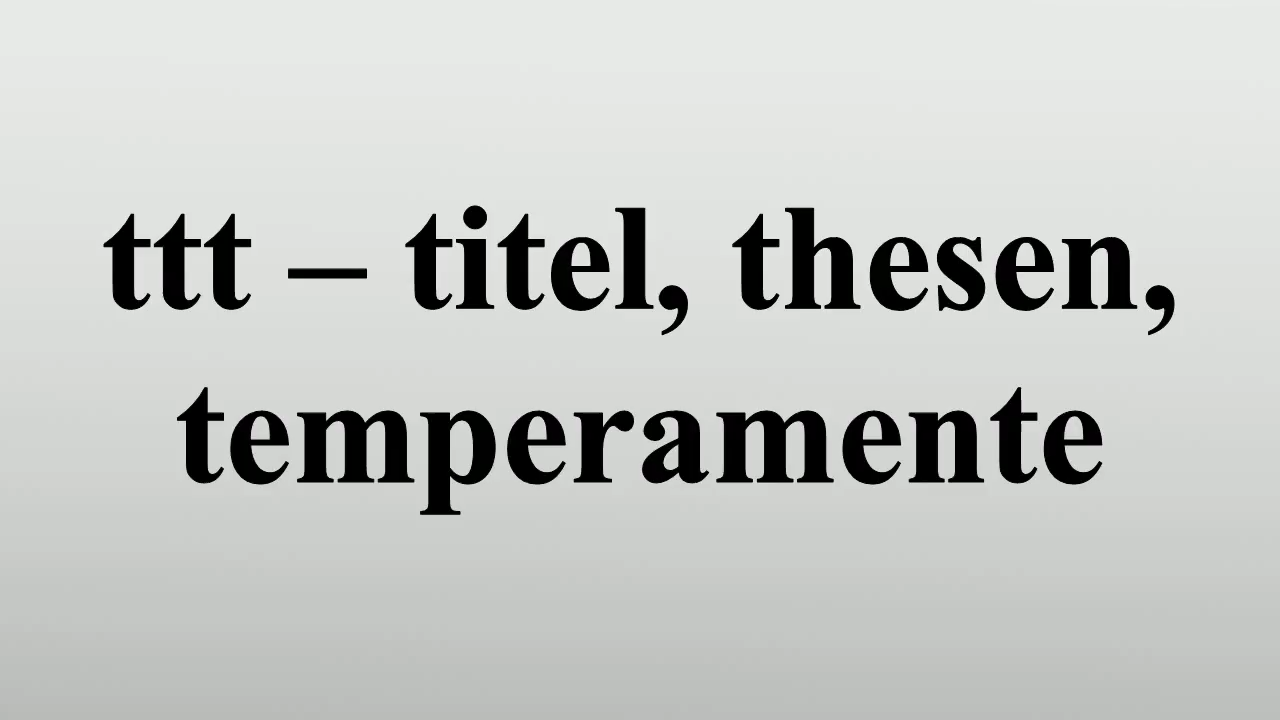 ttt – titel, thesen,
temperamente